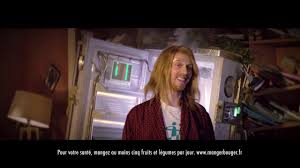 Pour votre santé, mangez au moins cinq fruits et légumes par jour. www.mangerbouger.fr